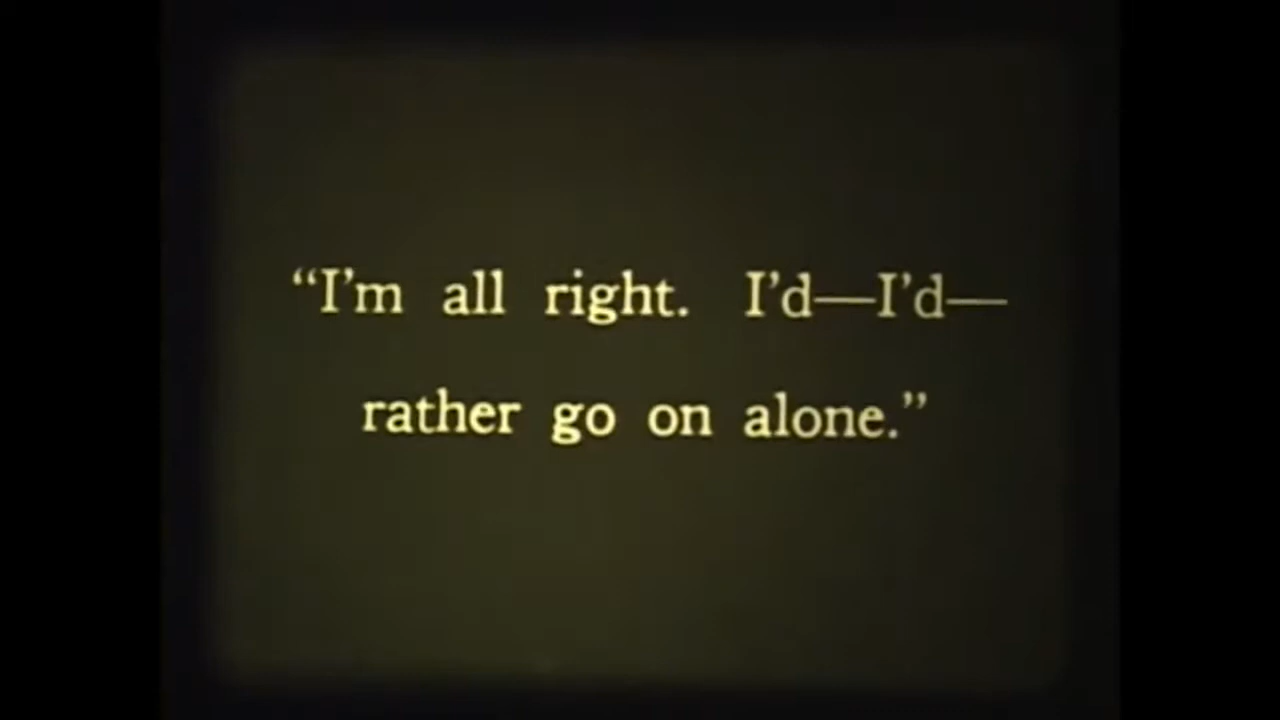 “I’m all right. I’d—I’d—
rather go on alone.”